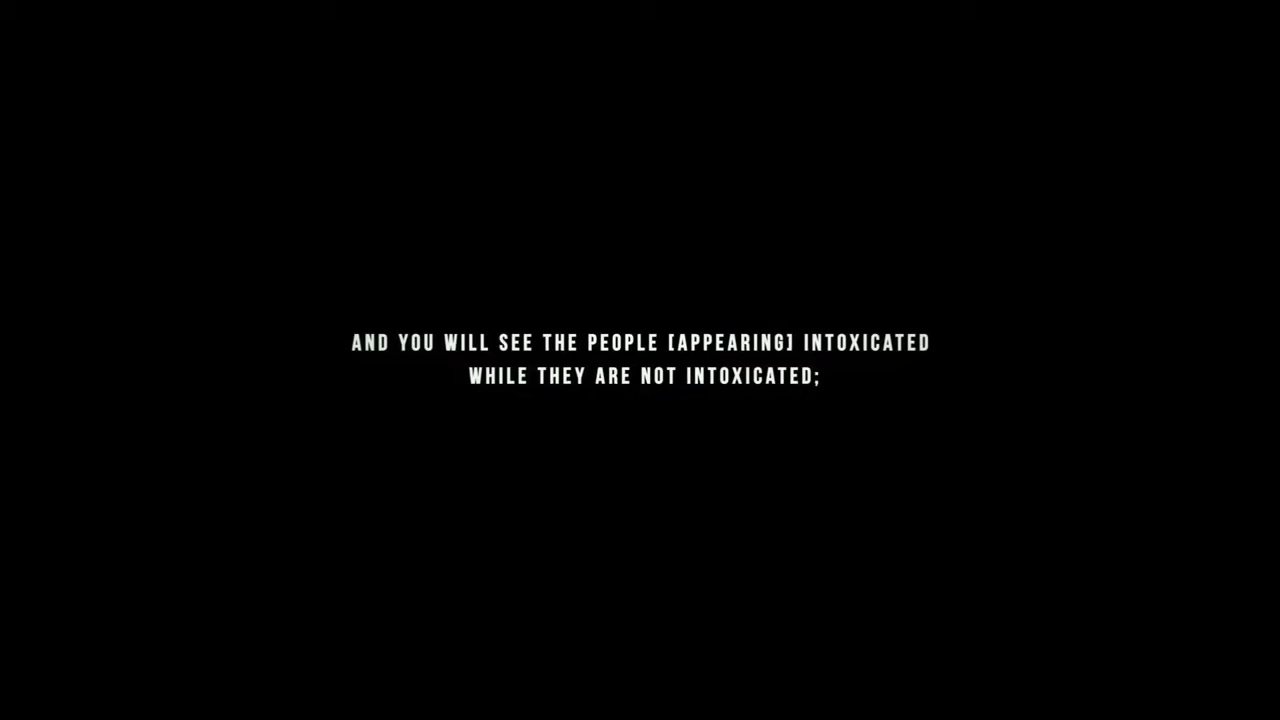 AND YOU WILL SEE THE PEOPLE [APPEARING] INTOXICATED
WHILE THEY ARE NOT INTOXICATED;